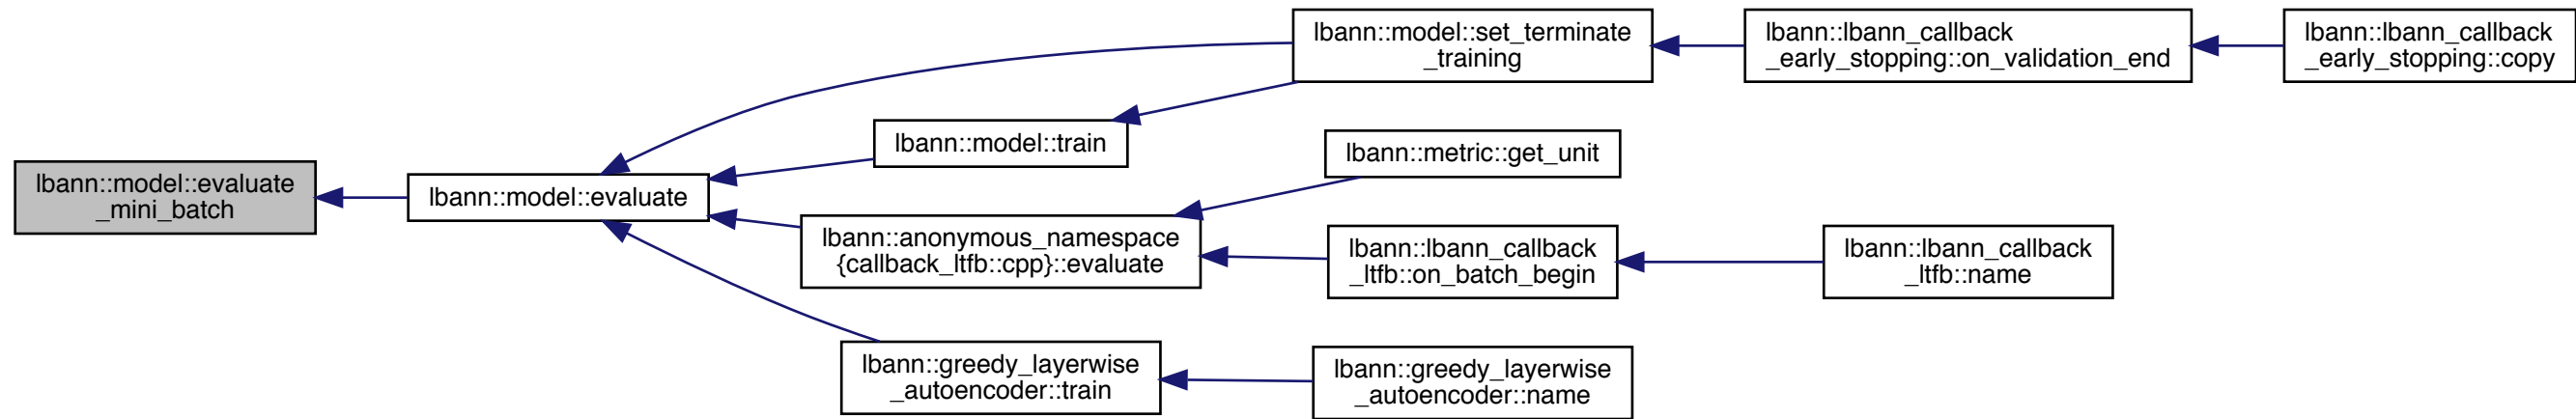 lbann::model::evaluate
_mini_batch
lbann::model::evaluate
lbann::model::set_terminate
_training
lbann::lbann_callback
_early_stopping::on_validation_end
lbann::lbann_callback
_early_stopping::copy
lbann::model::train
lbann::anonymous_namespace
{callback_ltfb::cpp}::evaluate
lbann::metric::get_unit
lbann::lbann_callback
_ltfb::on_batch_begin
lbann::lbann_callback
_ltfb::name
lbann::greedy_layerwise
_autoencoder::train
lbann::greedy_layerwise
_autoencoder::name